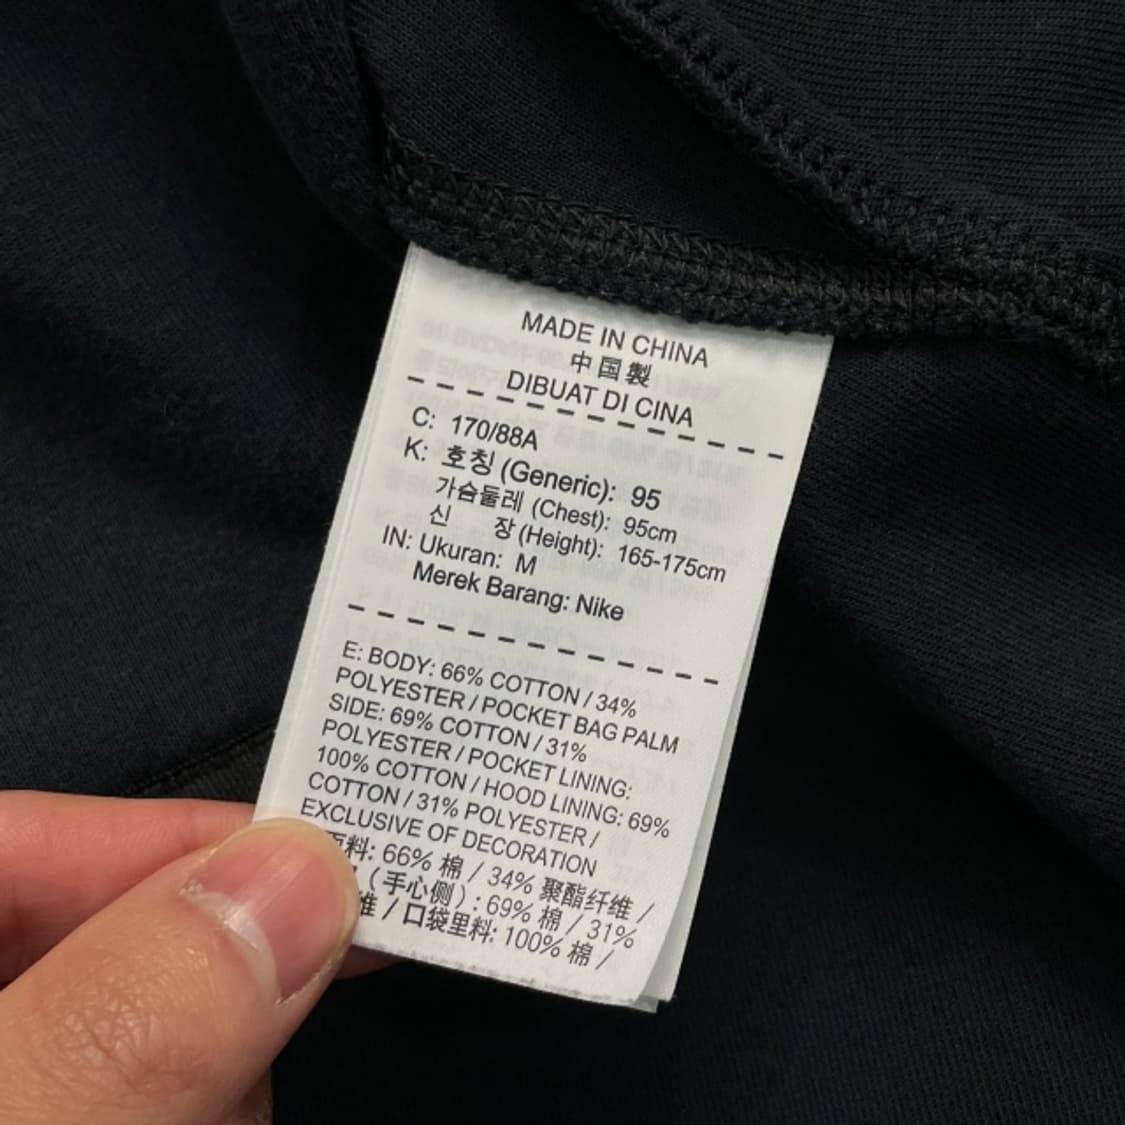 MADE IN CHINA
中国製
DIBUAT DI CINA
C: 170/88A
K: 호칭 (Generic): 95
가슴둘레 (Chest): 95cm
신 장 (Height): 165-175cm
IN: Ukuran: M
Merek Barang: Nike
E: BODY: 66% COTTON / 34%
POLYESTER / POCKET BAG PALM
SIDE: 69% COTTON / 31%
POLYESTER / POCKET LINING:
100% COTTON / HOOD LINING: 69%
COTTON / 31% POLYESTER /
EXCLUSIVE OF DECORATION
面料: 66% 棉 / 34% 聚酯纤维 /
(手心侧): 69% 棉 / 31%
维 / 口袋里料: 100% 棉 /